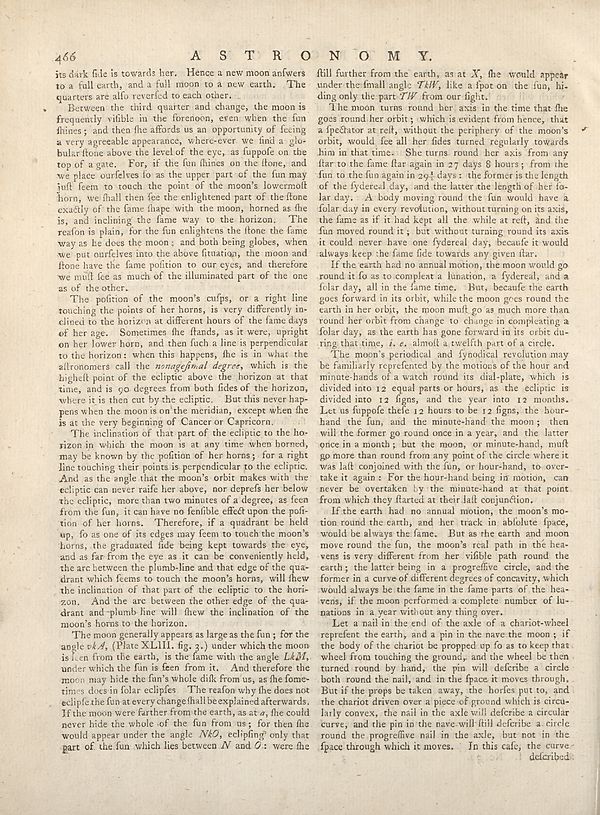 466 A S T R O N O M Y.
its dark ſide is towards her. Hence a new moon anſwers
to a full earth, and a full moon to a new earth. The
quarters are alſo reverſed to each other.
Between the third quarter and change, the moon is
frequently viſible in the forenoon, even when the ſun
ſhines; and then ſhe affords us an opportunity of ſeeing
a very agreeable appearance, where-ever we find a glo-
bular ſtone above the level of the eye, as ſuppoſe on the
top of a gate. For, if the ſun ſhines on the ſtone, and
we place ourſelves ſo as the upper part of the ſun may
juſt ſeem to touch the point of the moon's lowermoſt
horn, we ſhall then ſee the enlightened part of the ſtone
exactly of the ſame ſhape with the moon, horned as ſhe
is, and inclining the ſame way to the horizon. The
reaſon is plain, for the ſun enlightens the ſtone the ſame
way as he does the moon; and both being globes, when
we put ourſelves into the above ſituation, the moon and
ſtone have the ſame poſition to our eyes, and therefore
we muſt ſee as much of the illuminated part of the one
as of the other.
The poſition of the moon's cuſps, or a right line
touching the points of her horns, is very differently in-
clined to the horizon at different hours of the ſame days
of her age. Sometimes ſhe ſtands, as it were, upright
on her lower horn, and then ſuch a line is perpendicular
to the horizon: when this happens, ſhe is in what the
aſtronomers call the nonageſimal degree, which is the
higheſt point of the ecliptic above the horizon at that
time, and is 90 degrees from both ſides of the horizon,
where it is then cut by the ecliptic. But this never hap-
pens when the moon is on the meridian, except when ſhe
is at the very beginning of Cancer or Capricorn.
The inclination of that part of the ecliptic to the ho-
rizon in which the moon is at any time when horned,
may be known by the poſition of her horns; for a right
line touching their points is perpendicular to the ecliptic.
And as the angle that the moon's orbit makes with the
ecliptic can never raiſe her above, nor depreſs her below
the ecliptic, more than two minutes of a degree, as ſeen
from the ſun, it can have no ſenſible effect upon the poſi-
tion of her horns. Therefore, if a quadrant be held
up, ſo as one of its edges may ſeem to touch the moon's
horns, the graduated ſide being kept towards the eye,
and as far from the eye as it can be conveniently held,
the arc between the plumb-line and that edge of the qua-
drant which ſeems to touch the moon's horns, will ſhew
the inclination of that part of the ecliptic to the hori-
zon. And the arc between the other edge of the qua-
drant and plumb line will ſhew the inclination of the
moon's horns to the horizon.
The moon generally appears as large as the ſun; for the
angle vkA, (Plate XLIII. fig. 3.) under which the moon
is ſeen from the earth, is the ſame with the angle LkM,
under which the ſun is ſeen from it. And therefore the
moon may hide the ſun's whole diſk from us, as ſhe ſome-
times does in ſolar eclipſes. The reaſon why ſhe does not
eclipſe the ſun at every change ſhall be explained afterwards.
If the moon were farther from the earth, as at a, ſhe could
never hide the whole of the ſun from us; for then ſhe
would appear under the angle NkO, eclipſing only that
part of the ſun which lies between N and O: were ſhe
ſtill further from the earth, as at X, ſhe would appear
under the ſmall angle TkW, like a ſpot on the ſun, hi-
ding only the part TW from our ſight.
The moon turns round her axis in the time that ſhe
goes round her orbit; which is evident from hence, that
a ſpectator at reſt, without the periphery of the moon's
orbit, would ſee all her ſides turned regularly towards
him in that time. She turns round her axis from any
ſtar to the ſame ſtar again in 27 days 8 hours; from the
ſun to the ſun again in 29½ days: the former is the length
of the ſydereal day, and the latter the length of her ſo-
lar day. A body moving round the ſun would have a
ſolar day in every revolution, without turning on its axis,
the ſame as if it had kept all the while at reſt, and the
ſun moved round it; but without turning round its axis
it could never have one ſydereal day, becauſe it would
always keep the ſame ſide towards any given ſtar.
If the earth had no annual motion, the moon would go
round it ſo as to compleat a lunation, a ſydereal, and a
ſolar day, all in the ſame time. But, becauſe the earth
goes forward in its orbit, while the moon goes round the
earth in her orbit, the moon muſt go as much more than
round her orbit from change to change in compleating a
ſolar day, as the earth has gone forward in its orbit du-
ring that time, i. e. almoſt a twelfth part of a circle.
The moon's periodical and ſynodical revolution may
be familiarly repreſented by the motions of the hour and
minute-hands of a watch round its dial-plate, which is
divided into 12 equal parts or hours, as the ecliptic is
divided into 12 ſigns, and the year into 12 months.
Let us ſuppoſe theſe 12 hours to be 12 ſigns, the hour-
hand the ſun, and the minute-hand the moon; then
will the former go round once in a year, and the latter
once in a month; but the moon, or minute-hand, muſt
go more than round from any point of the circle where it
was laſt conjoined with the ſun, or hour-hand, to over-
take it again: For the hour-hand being in motion, can
never be overtaken by the minute-hand at that point
from which they ſtarted at their laſt conjunction.
If the earth had no annual motion, the moon's mo-
tion round the earth, and her track in abſolute ſpace,
would be always the ſame. But as the earth and moon
move round the ſun, the moon's real path in the hea-
vens is very different from her viſible path round the
earth; the latter being in a progreſſive circle, and the
former in a curve of different degrees of concavity, which
would always be the ſame in the ſame parts of the hea-
vens, if the moon performed a complete number of lu-
nations in a year without any thing over.
Let a nail in the end of the axle of a chariot-wheel
repreſent the earth, and a pin in the nave the moon; if
the body of the chariot be propped up ſo as to keep that
wheel from touching the ground, and the wheel be then
turned round by hand, the pin will deſcribe a circle
both round the nail, and in the ſpace it moves through.
But if the props be taken away, the horſes put to, and
the chariot driven over a piece of ground which is circu-
larly convex, the nail in the axle will deſcribe a circular
curve, and the pin in the nave will ſtill deſcribe a circle
round the progreſſive nail in the axle, but not in the
ſpace through which it moves. In this caſe, the curve
deſcribed